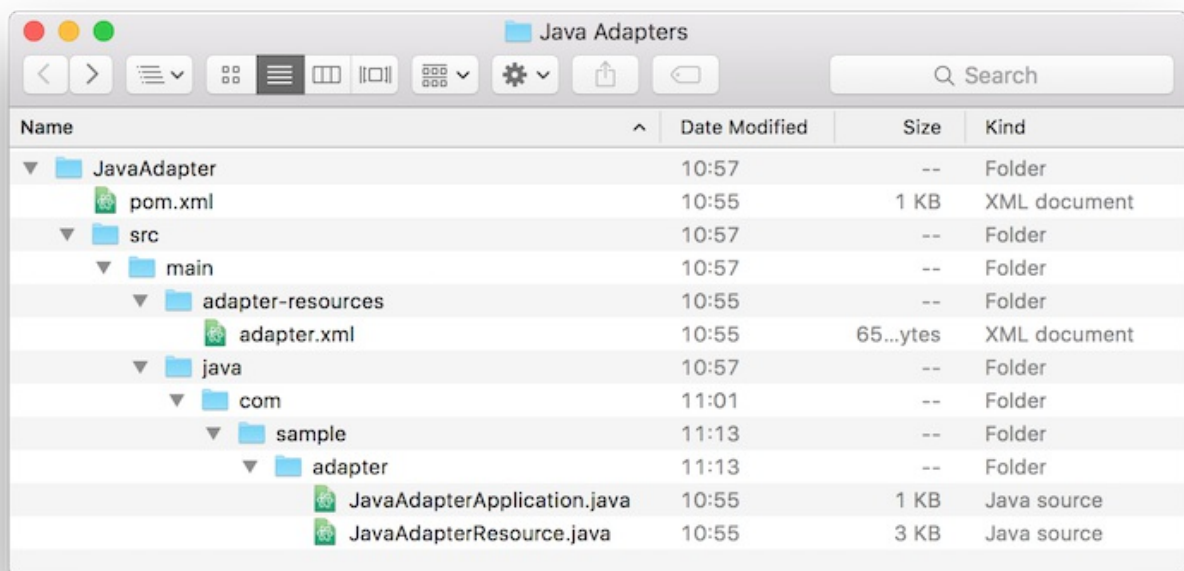 Java Adapters
Search
Name Date Modified Size Kind
JavaAdapter 10:57 -- Folder
pom.xml 10:55 1 KB XML document
src 10:57 -- Folder
main 10:57 -- Folder
adapter-resources 10:55 -- Folder
adapter.xml 10:55 65...ytes XML document
java 10:57 -- Folder
com 11:01 -- Folder
sample 11:13 -- Folder
adapter 11:13 -- Folder
JavaAdapterApplication.java 10:55 1 KB Java source
JavaAdapterResource.java 10:55 3 KB Java source